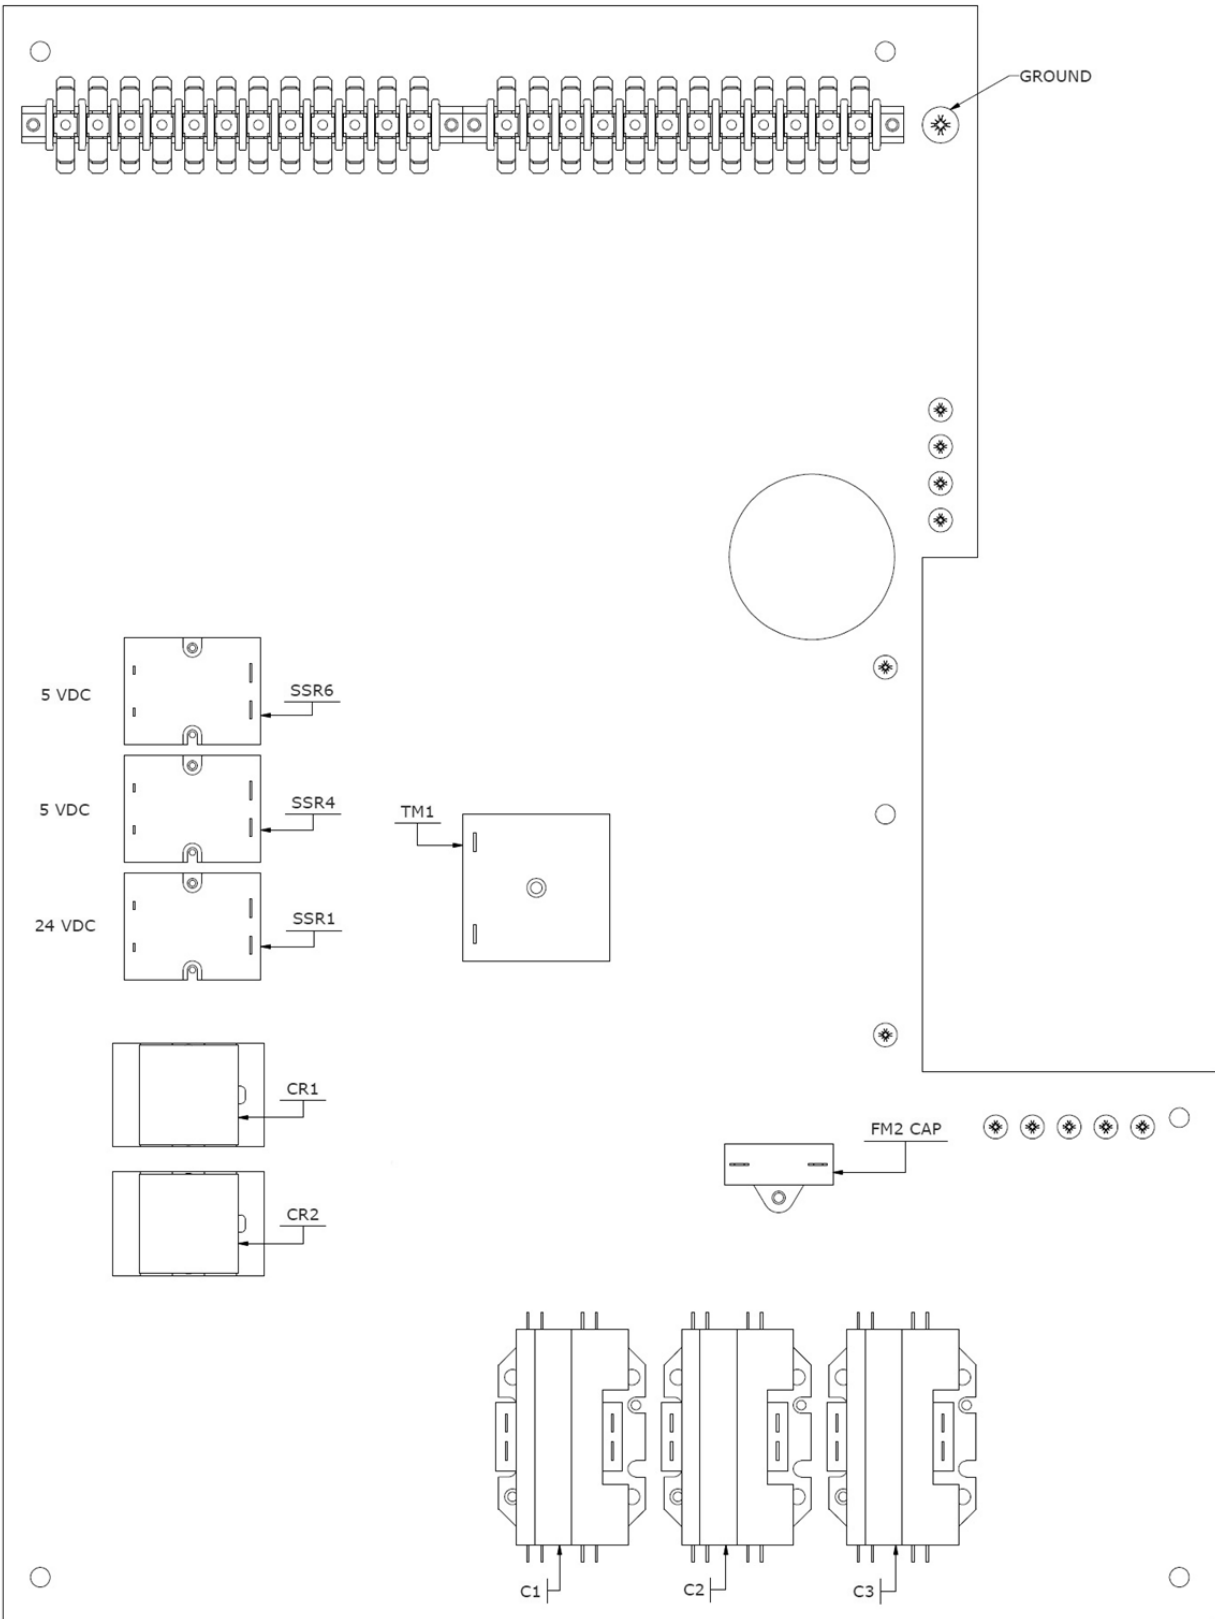 GROUND
5 VDC
SSR6
5 VDC
SSR4
TM1
24 VDC
SSR1
CR1
FM2 CAP
CR2
C1
C2
C3